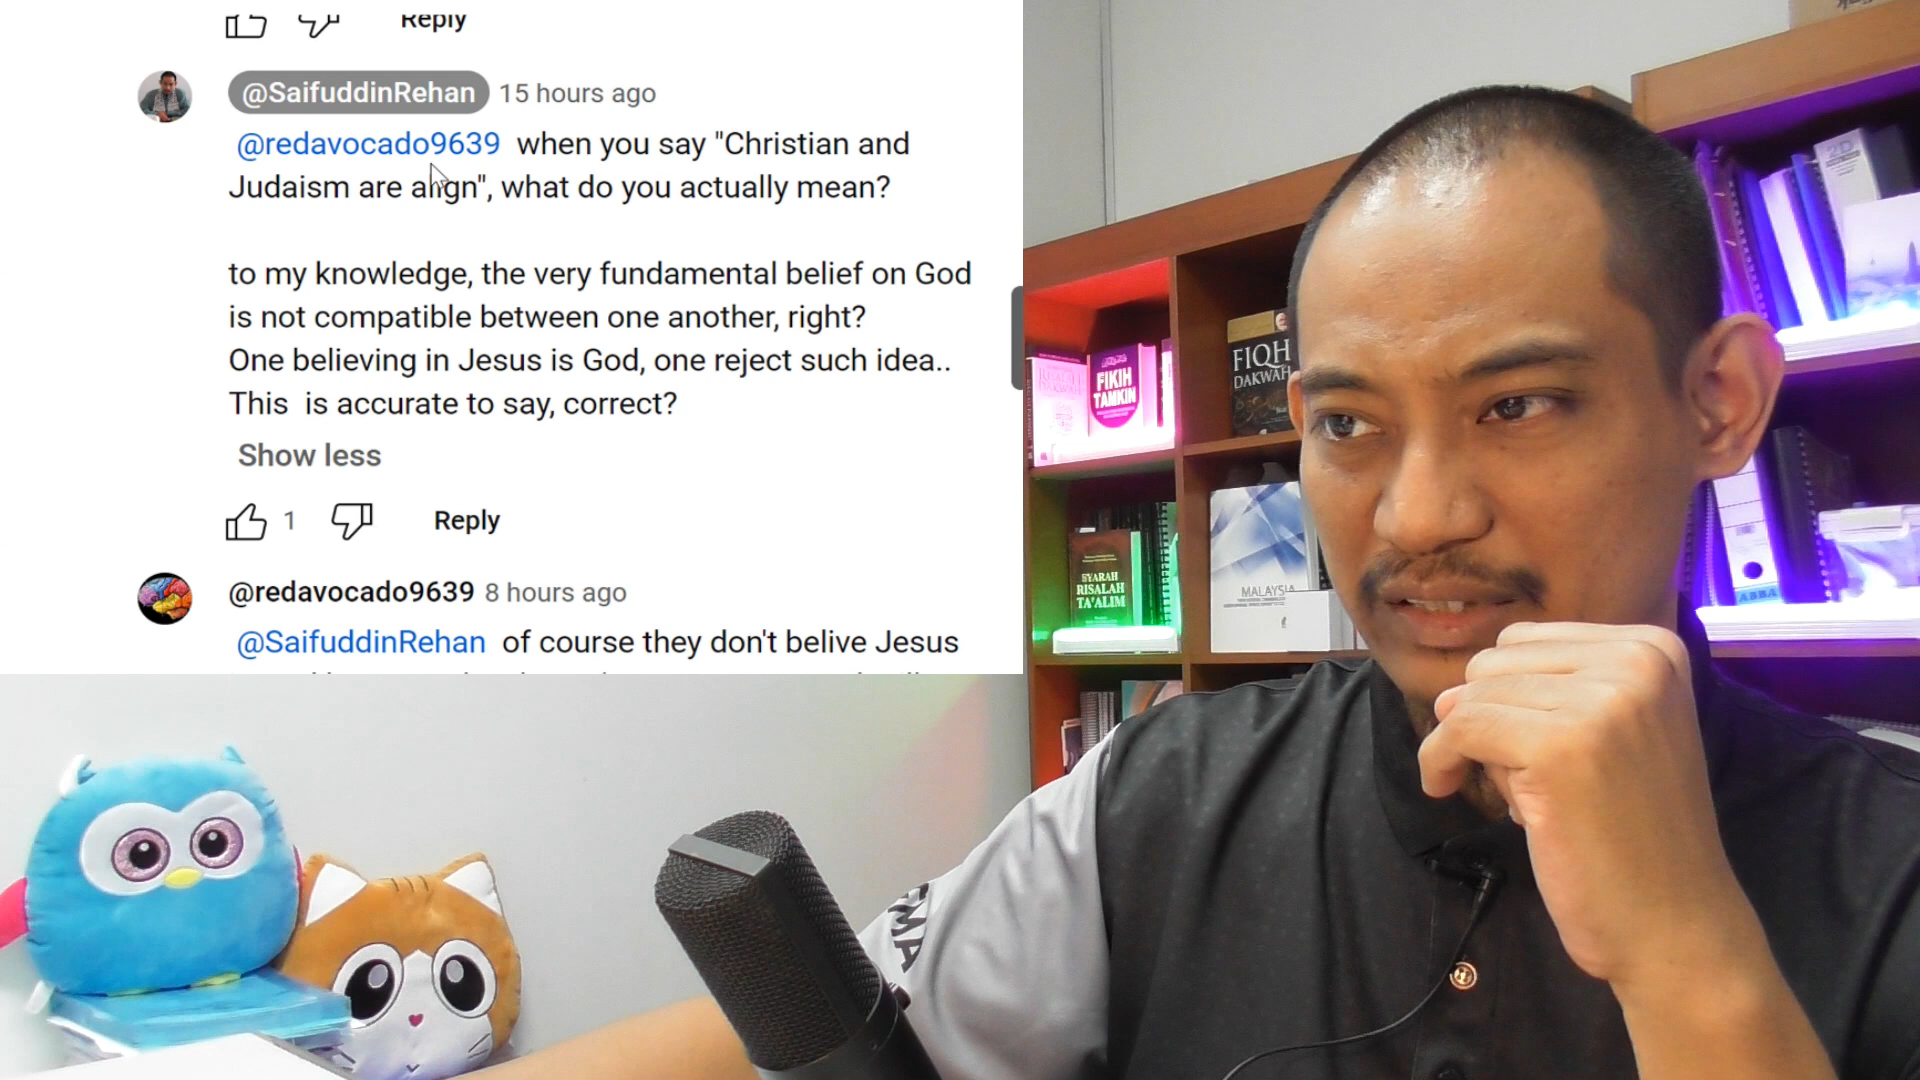 Reply
@SaifuddinRehan 15 hours ago
@redavocado9639 when you say "Christian and
Judaism are align", what do you actually mean?
to my knowledge, the very fundamental belief on God
is not compatible between one another, right?
One believing in Jesus is God, one reject such idea..
This is accurate to say, correct?
Show less
1 Reply
@redavocado9639 8 hours ago
@SaifuddinRehan of course they don't belive Jesus
FIQH
DAKWAH
FIKIH
TAMKIN
SYARAH
RISALAH
TA'ALIM
MALAYSIA
2D
ABBA